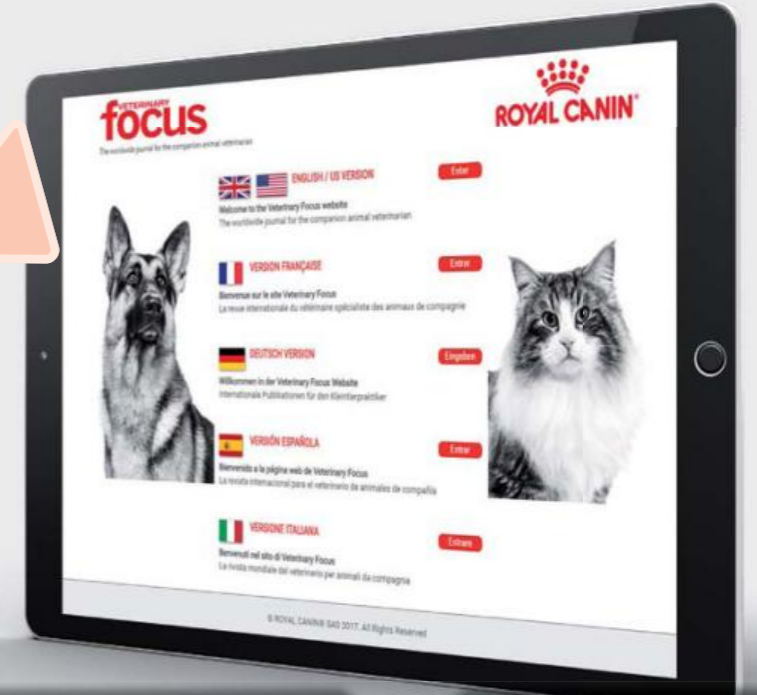 VETERINARY
focus
The worldwide journal for the companion animal veterinarian
ROYAL CANIN®
ENGLISH / US VERSION
Enter
Welcome to the Veterinary Focus website
The worldwide journal for the companion animal veterinarian
VERSION FRANÇAISE
Entrer
Bienvenue sur le site Veterinary Focus
La revue internationale du vétérinaire spécialiste des animaux de compagnie
DEUTSCH VERSION
Eingeben
Willkommen in der Veterinary Focus Website
Internationale Publikationen für den Kleintierpraktiker
VERSIÓN ESPAÑOLA
Entrar
Bienvenido a la página web de Veterinary Focus
La revista internacional para el veterinario de animales de compañía
VERSIONE ITALIANA
Entrare
Benvenuti nel sito di Veterinary Focus
La rivista mondiale del veterinario per animali da compagnia
© ROYAL CANIN® SAS 2017. All Rights Reserved